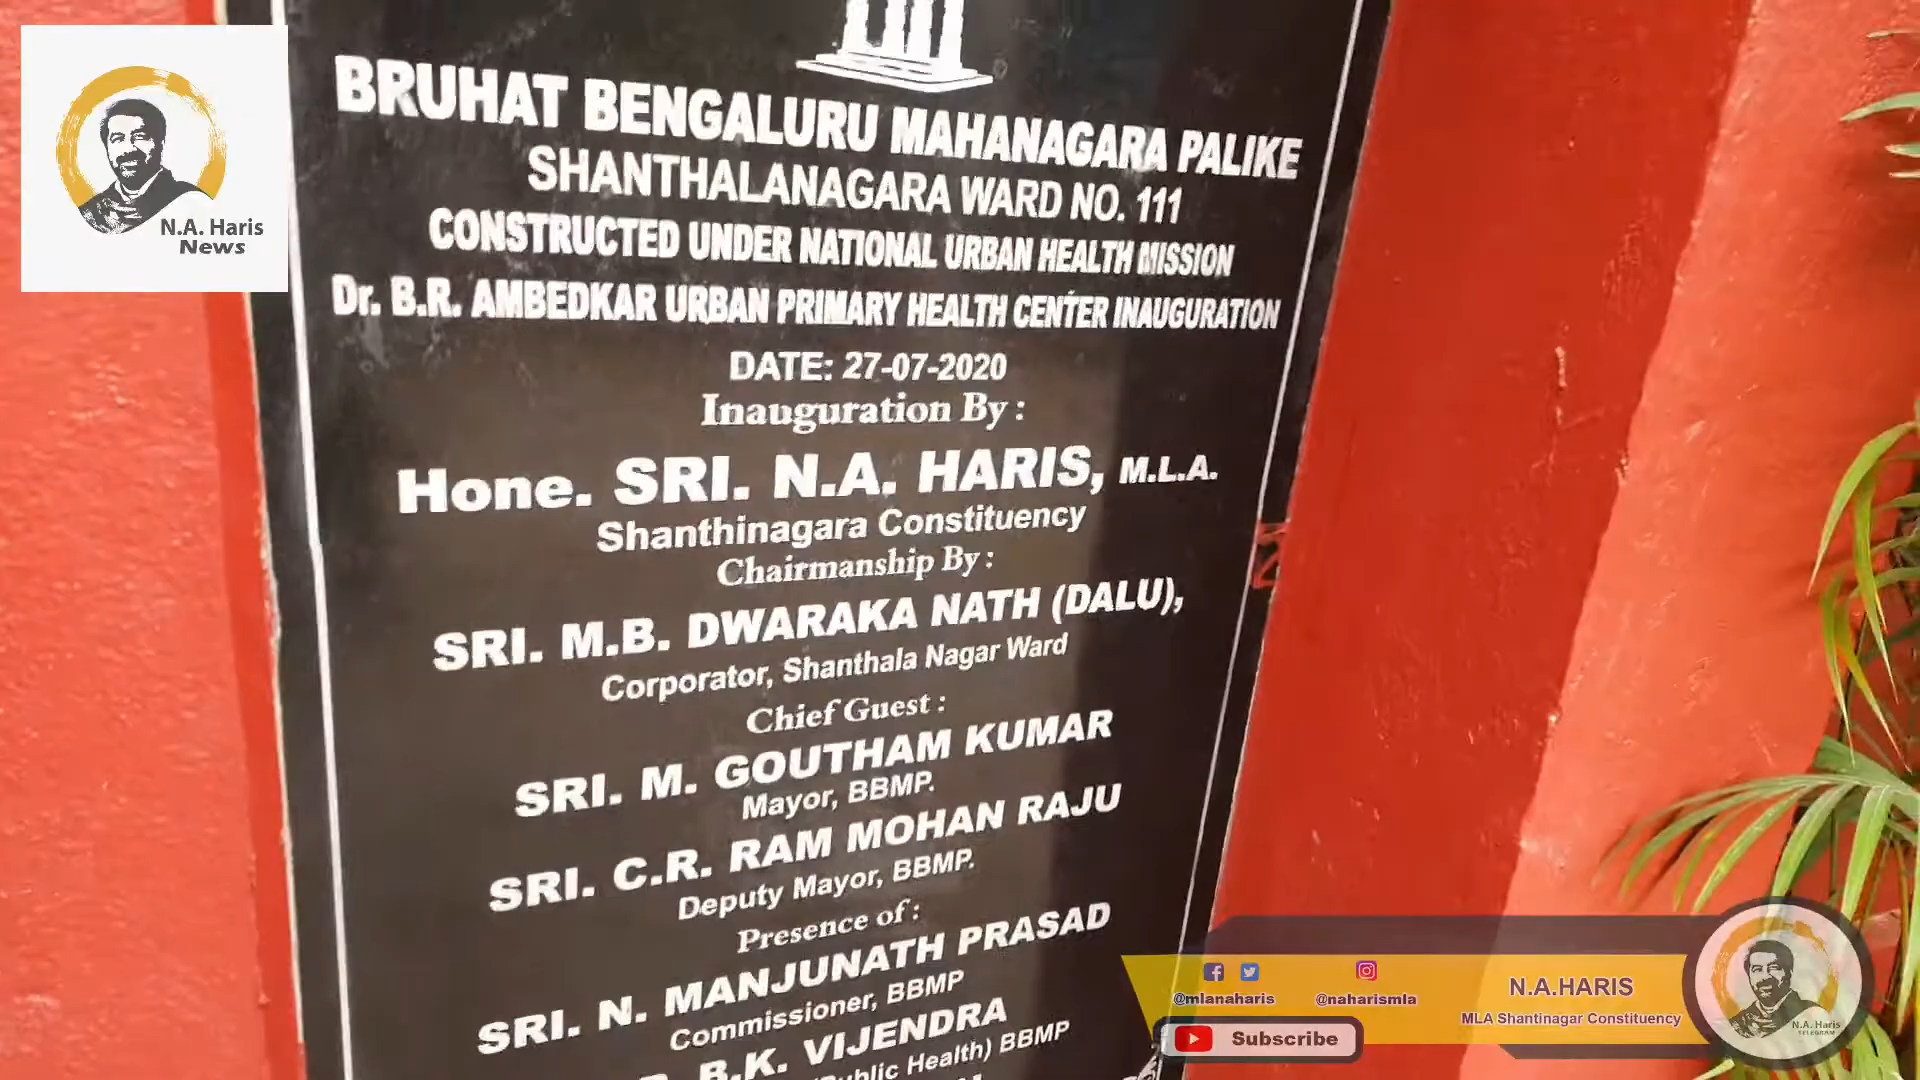 BRUHAT BENGALURU MAHANAGARA PALIKE
SHANTHALANAGARA WARD NO. 111
CONSTRUCTED UNDER NATIONAL URBAN HEALTH MISSION
Dr. B.R. AMBEDKAR URBAN PRIMARY HEALTH CENTER INAUGURATION
DATE: 27-07-2020
Inauguration By :
Hone. SRI. N.A. HARIS, M.L.A.
Shanthinagara Constituency
Chairmanship By :
SRI. M.B. DWARAKA NATH (DALU),
Corporator, Shanthala Nagar Ward
Chief Guest :
SRI. M. GOUTHAM KUMAR
Mayor, BBMP.
SRI. C.R. RAM MOHAN RAJU
Deputy Mayor, BBMP.
Presence of :
SRI. N. MANJUNATH PRASAD
Commissioner, BBMP
B.K. VIJENDRA
Public Health) BBMP
N.A. Haris
News
@mlanaharis
@naharismla
Subscribe
N.A.HARIS
MLA Shantinagar Constituency
N.A. Haris